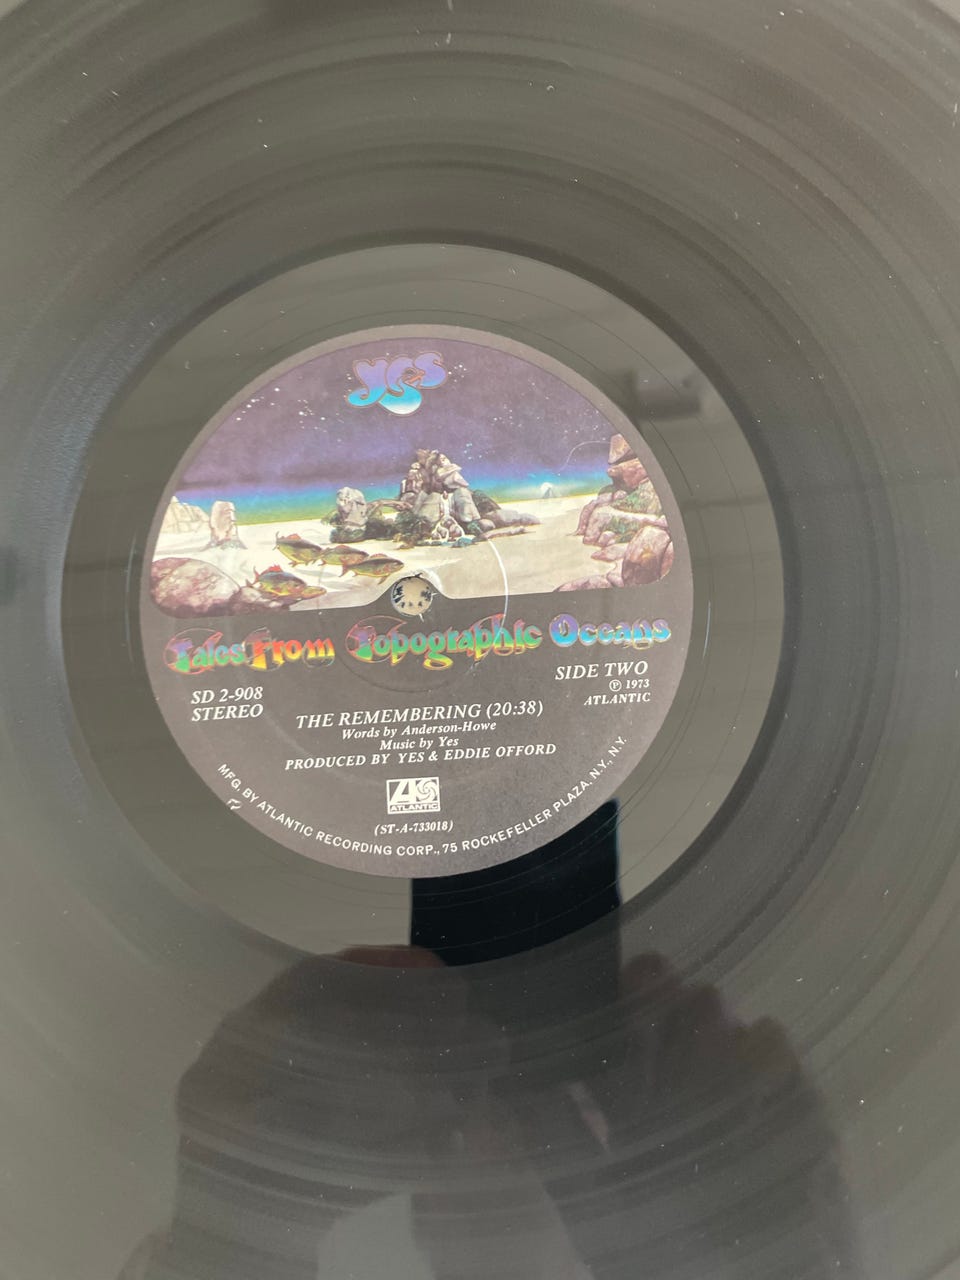 YES
Tales From Topographic Oceans
SD 2-908
STEREO
SIDE TWO
Ⓟ 1973
ATLANTIC
THE REMEMBERING (20:38)
Words by Anderson-Howe
Music by Yes
PRODUCED BY YES & EDDIE OFFORD
ATLANTIC
(ST-A-733018)
MFG. BY ATLANTIC RECORDING CORP., 75 ROCKEFELLER PLAZA, N.Y., N.Y.